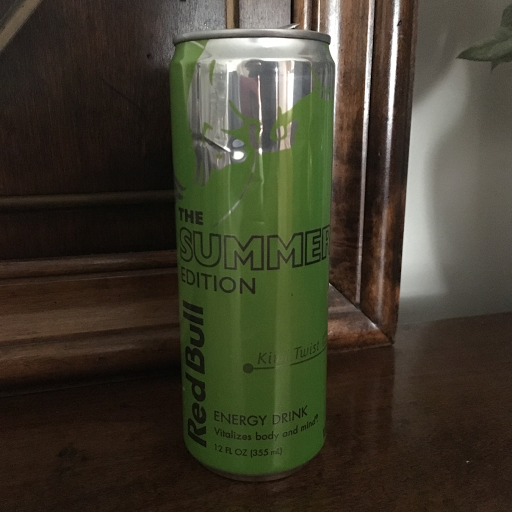 THE
SUMMER
EDITION
Red Bull
Kiwi Twist
ENERGY DRINK
Vitalizes body and mind®
12 FL OZ (355 ml)